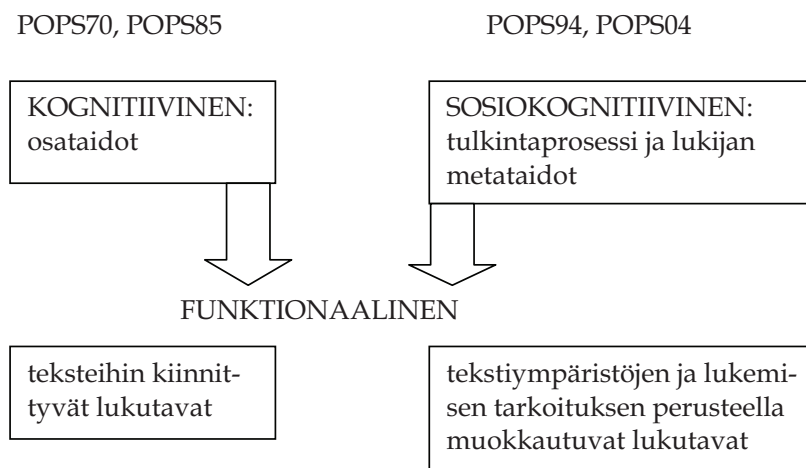 POPS70, POPS85
POPS94, POPS04
KOGNITIIVINEN:
osataidot
SOSIOKOGNITIIVINEN:
tulkintaprosessi ja lukijan
metataidot
FUNKTIONAALINEN
teksteihin kiinnit-
tyvät lukutavat
tekstiympäristöjen ja lukemi-
sen tarkoituksen perusteella
muokkautuvat lukutavat